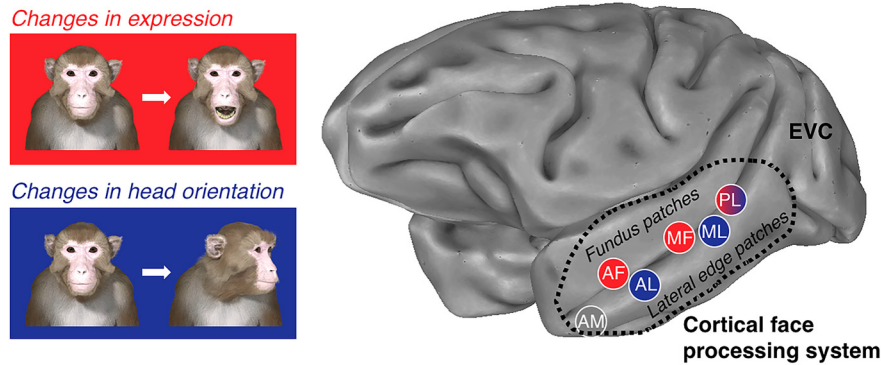 Changes in expression
Changes in head orientation
EVC
PL
Fundus patches
ML
MF
AF
AL
Lateral edge patches
AM
Cortical face
processing system